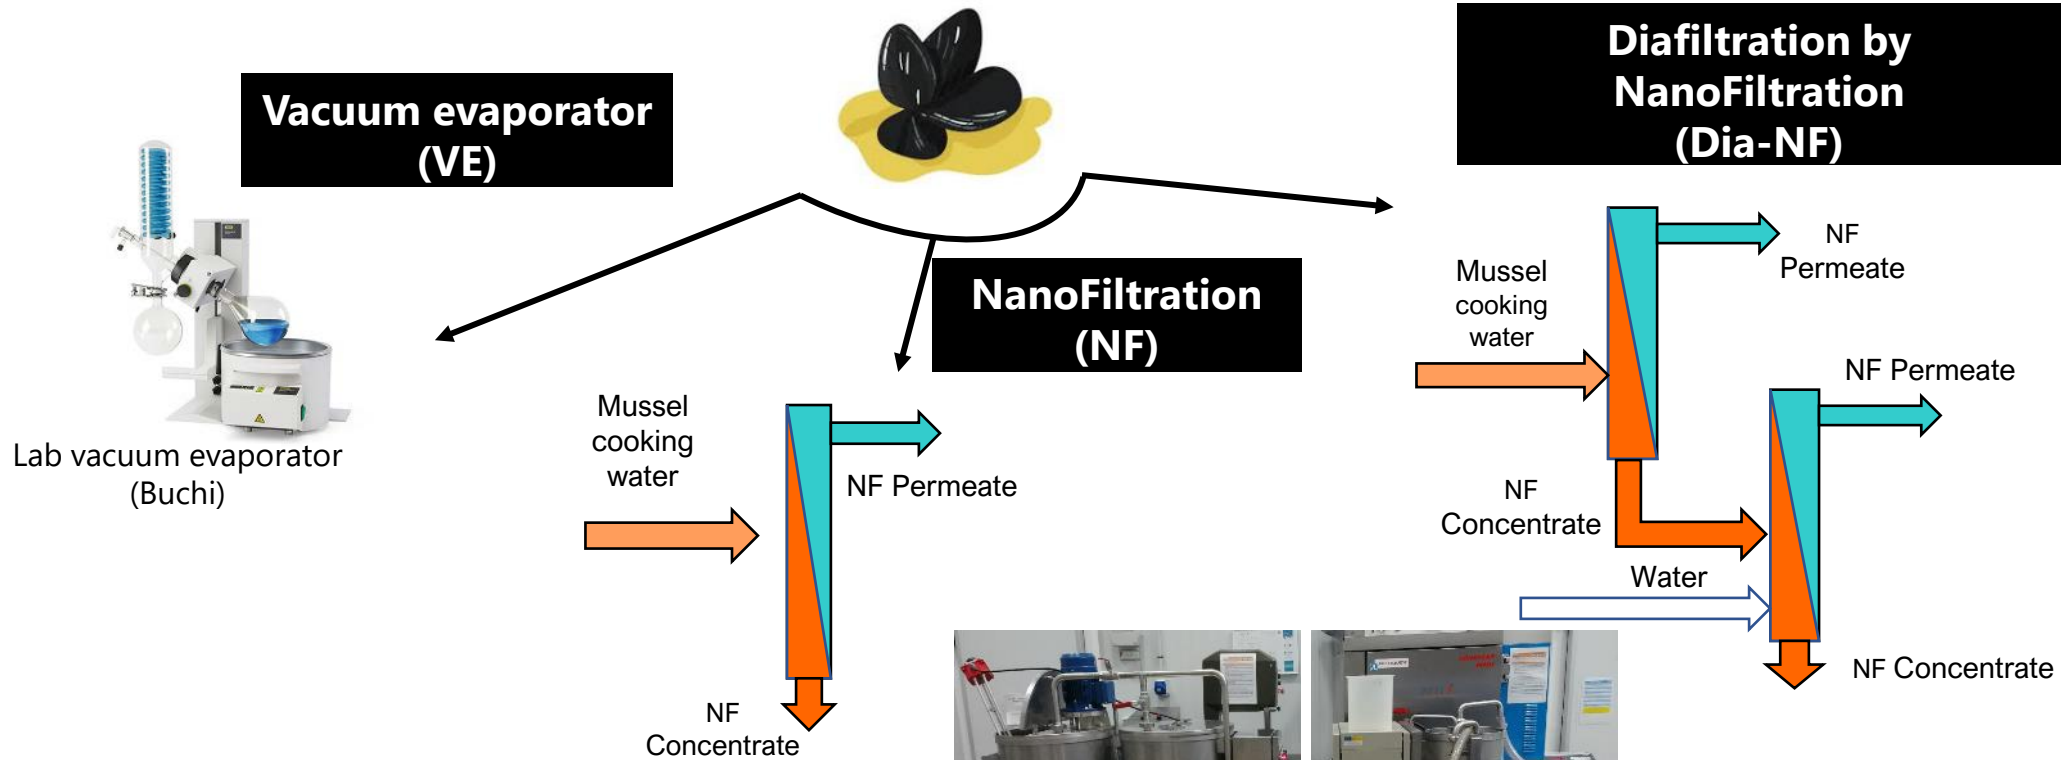 Vacuum evaporator
(VE)
Lab vacuum evaporator
(Buchi)
NanoFiltration
(NF)
Mussel
cooking
water
NF Permeate
NF
Concentrate
Diafiltration by
NanoFiltration
(Dia-NF)
NF
Permeate
Mussel
cooking
water
NF Permeate
NF
Concentrate
Water
NF Concentrate